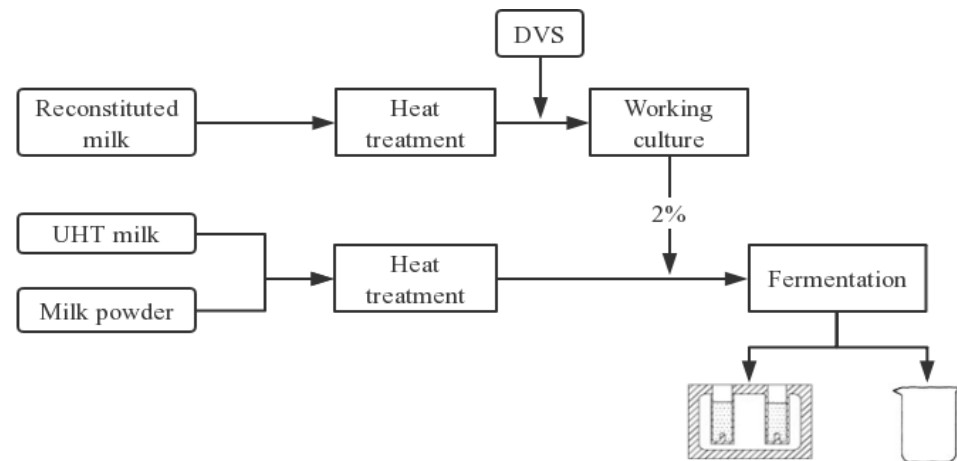 DVS
Reconstituted
milk
Heat
treatment
Working
culture
2%
UHT milk
Milk powder
Heat
treatment
Fermentation